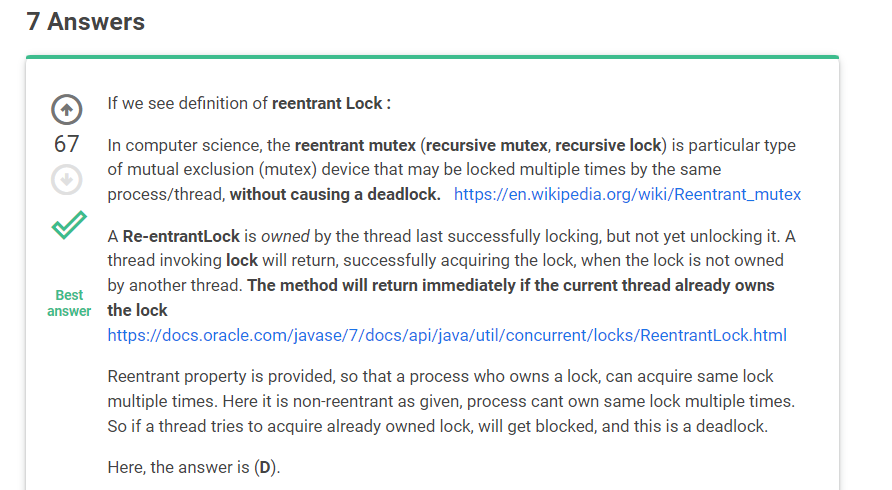 7 Answers
If we see definition of reentrant Lock :
67
In computer science, the reentrant mutex (recursive mutex, recursive lock) is particular type
of mutual exclusion (mutex) device that may be locked multiple times by the same
process/thread, without causing a deadlock. https://en.wikipedia.org/wiki/Reentrant_mutex
A Re-entrantLock is owned by the thread last successfully locking, but not yet unlocking it. A
thread invoking lock will return, successfully acquiring the lock, when the lock is not owned
by another thread. The method will return immediately if the current thread already owns
the lock
Best
answer
https://docs.oracle.com/javase/7/docs/api/java/util/concurrent/locks/ReentrantLock.html
Reentrant property is provided, so that a process who owns a lock, can acquire same lock
multiple times. Here it is non-reentrant as given, process cant own same lock multiple times.
So if a thread tries to acquire already owned lock, will get blocked, and this is a deadlock.
Here, the answer is (D).